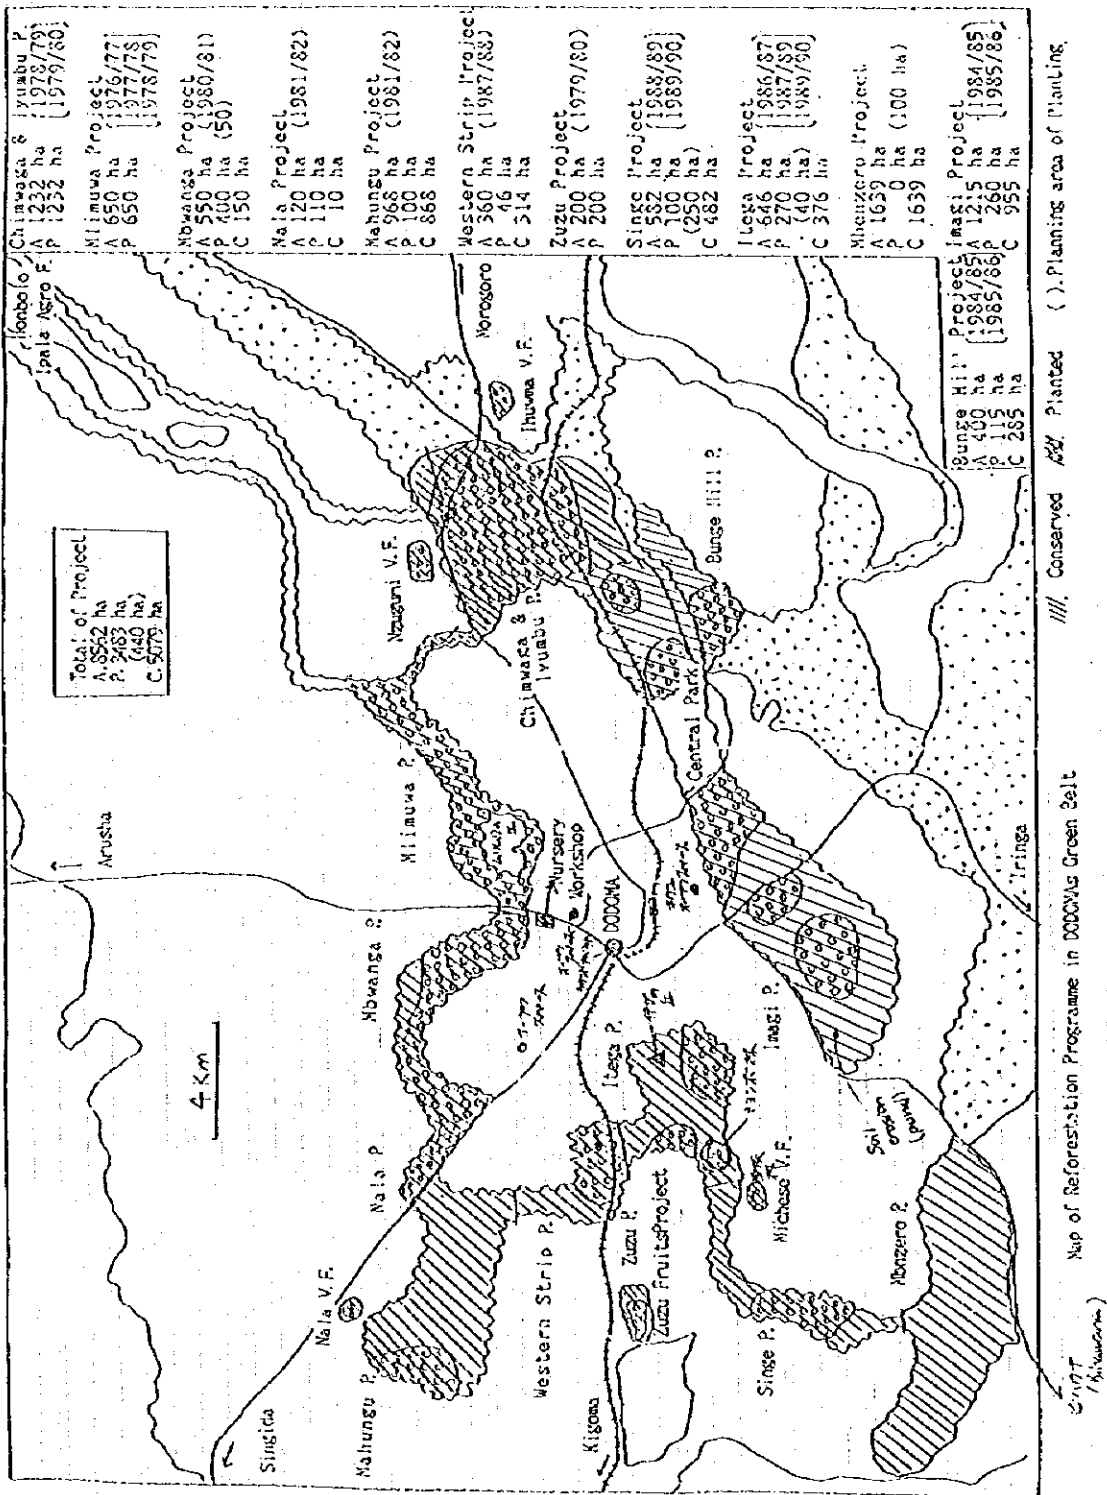 Chimwaga & Iyumbu P.
A 1232 ha (1978/79)
P 1232 ha (1979/80)
Miimuwa Project
A 650 ha (1976/77)
P 650 ha (1977/78)
(1978/79)
Mbwanga Project
A 550 ha (1980/81)
P 400 ha (50)
C 150 ha
Nala Project
A 120 ha (1981/82)
P 110 ha
C 10 ha
Mahungu Project
A 968 ha (1981/82)
P 100 ha
C 868 ha
Western Strip Project
A 360 ha (1987/88)
P 46 ha
C 314 ha
Zuzu Project
A 200 ha (1979/80)
P 200 ha
Singe Project
A 582 ha (1988/89)
P 100 ha (1989/90)
(250 ha)
C 482 ha
Itega Project
A 646 ha (1986/87)
P 270 ha (1987/89)
(40 ha) (1989/90)
C 376 ha
Project
A 1639 ha
P 0 ha (100 ha)
C 1639 ha
Bunge Hill Project
A 400 ha (1984/85)
P 115 ha (1985/86)
C 285 ha
Imagi Project
A 1215 ha (1984/85)
P 260 ha (1985/86)
C 955 ha
Total of Project
A. 8562 ha
P. 3483 ha
(440 ha)
C. 5079 ha
Hombolo
Ipala Agro F.
Arusha
4 Km
Morogoro
Ihumwa V.F.
Nzuguni V.F.
Chimwaga &
Iyumbu P.
Bunge Hill P.
Central Park
Miimuwa P.
Nursery
Workshop
DODOMA
Mbwanga P.
Nala P.
Nala V.F.
Singida
Mahungu P.
Western Strip P.
Kigoma
Itega P.
Imagi P.
Zuzu P.
Zuzu FruitsProject
Michese V.F.
Singe P.
Soil
erosion
Mbnzero P.
Iringa
Map of Reforestation Programme in DODOMAs Green Belt
////. Conserved
Planted
( ).Planning area of Planting